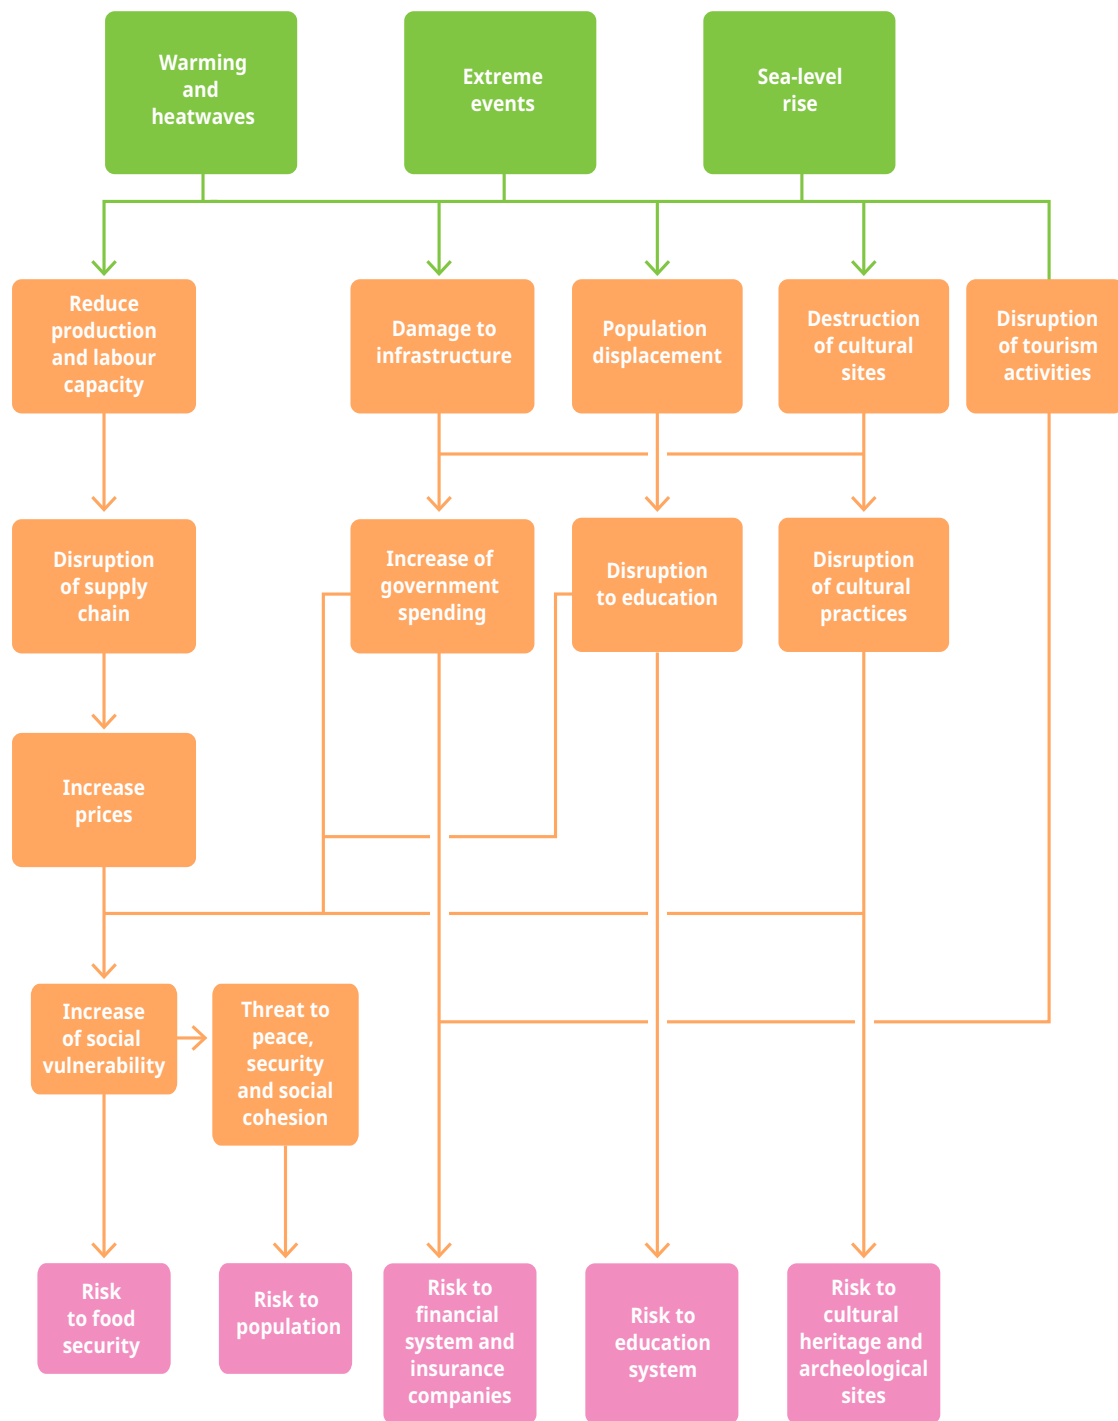 Warming
and
heatwaves
Extreme
events
Sea-level
rise
Reduce
production
and labour
capacity
Damage to
infrastructure
Population
displacement
Destruction
of cultural
sites
Disruption
of tourism
activities
Disruption
of supply
chain
Increase of
government
spending
Disruption
to education
Disruption
of cultural
practices
Increase
prices
Increase
of social
vulnerability
Threat to
peace,
security
and social
cohesion
Risk
to food
security
Risk to
population
Risk to
financial
system and
insurance
companies
Risk to
education
system
Risk to
cultural
heritage and
archeological
sites